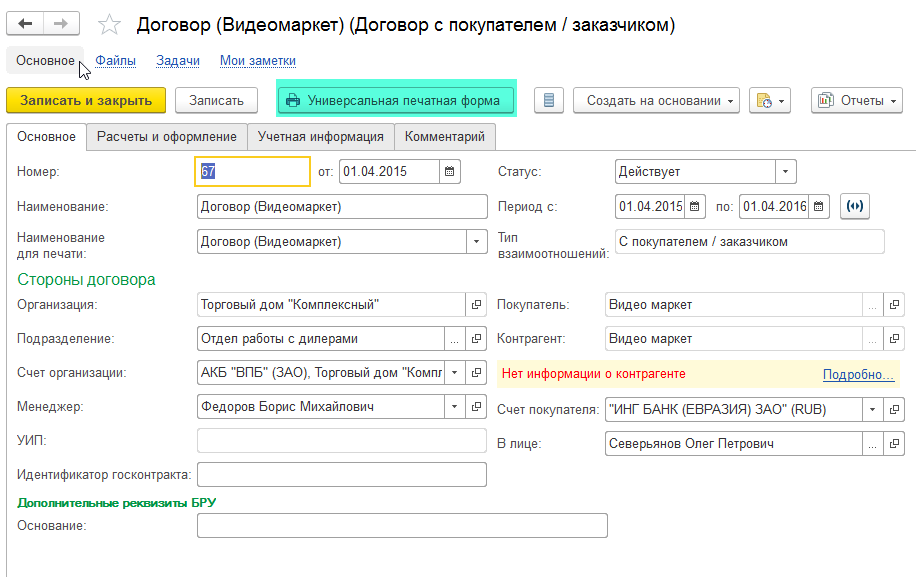 Договор (Видеомаркет) (Договор с покупателем / заказчиком)
Основное Файлы Задачи Мои заметки
Записать и закрыть Записать Универсальная печатная форма Создать на основании Отчеты
Основное Расчеты и оформление Учетная информация Комментарий
Номер: 67 от: 01.04.2015 Статус: Действует
Наименование: Договор (Видеомаркет) Период с: 01.04.2015 по: 01.04.2016
Наименование для печати: Договор (Видеомаркет) Тип взаимоотношений: С покупателем / заказчиком
Стороны договора
Организация: Торговый дом "Комплексный" Покупатель: Видео маркет
Подразделение: Отдел работы с дилерами ... Контрагент: Видео маркет
Счет организации: АКБ "ВПБ" (ЗАО), Торговый дом "Компл Нет информации о контрагенте Подробно...
Менеджер: Федоров Борис Михайлович Счет покупателя: "ИНГ БАНК (ЕВРАЗИЯ) ЗАО" (RUB)
УИП: В лице: Северьянов Олег Петрович ...
Идентификатор госконтракта:
Дополнительные реквизиты БРУ
Основание: